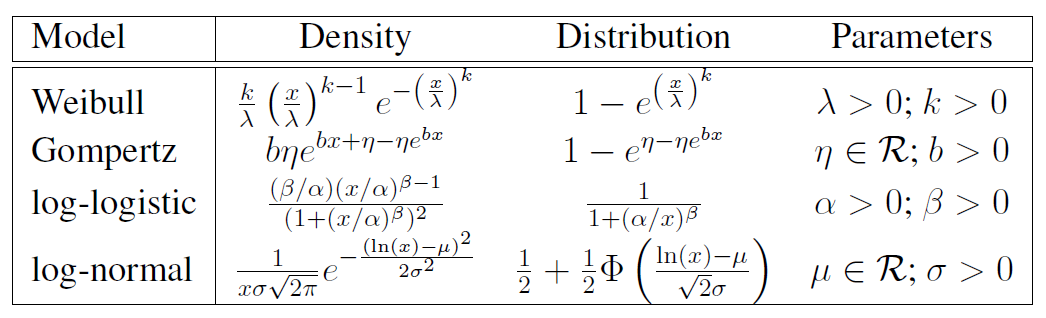 Model Density Distribution Parameters
Weibull $\frac{k}{\lambda}\left(\frac{x}{\lambda}\right)^{k-1}e^{-\left(\frac{x}{\lambda}\right)^k}$ $1-e^{\left(\frac{x}{\lambda}\right)^k}$ $\lambda>0; k>0$
Gompertz $b\eta e^{bx+\eta-\eta e^{bx}}$ $1-e^{\eta-\eta e^{bx}}$ $\eta\in\mathcal{R}; b>0$
log-logistic $\frac{(\beta/\alpha)(x/\alpha)^{\beta-1}}{(1+(x/\alpha)^{\beta})^2}$ $\frac{1}{1+(\alpha/x)^{\beta}}$ $\alpha>0; \beta>0$
log-normal $\frac{1}{x\sigma\sqrt{2\pi}}e^{-\frac{(\ln(x)-\mu)^2}{2\sigma^2}}$ $\frac{1}{2}+\frac{1}{2}\Phi\left(\frac{\ln(x)-\mu}{\sqrt{2}\sigma}\right)$ $\mu\in\mathcal{R}; \sigma>0$